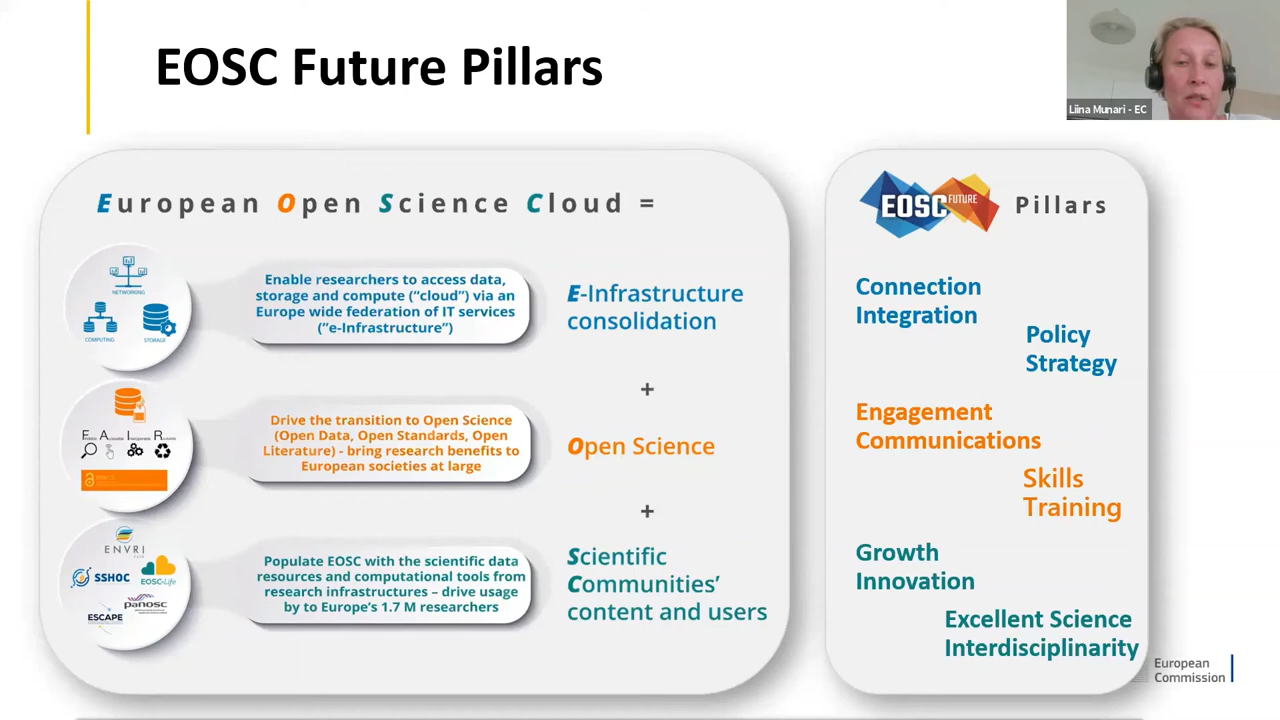 EOSC Future Pillars
Liina Munari - EC
European Open Science Cloud =
NETWORKING
COMPUTING
STORAGE
Enable researchers to access data,
storage and compute (“cloud”) via an
Europe wide federation of IT services
(”e-Infrastructure”)
E-Infrastructure
consolidation
+
F A I R
Drive the transition to Open Science
(Open Data, Open Standards, Open
Literature) - bring research benefits to
European societies at large
Open Science
+
ENVRI
SSHOC
EOSC-Life
panosc
ESCAPE
Populate EOSC with the scientific data
resources and computational tools from
research infrastructures – drive usage
by to Europe’s 1.7 M researchers
Scientific
Communities’
content and users
EOSC FUTURE Pillars
Connection
Integration
Policy
Strategy
Engagement
Communications
Skills
Training
Growth
Innovation
Excellent Science
Interdisciplinarity
European
Commission